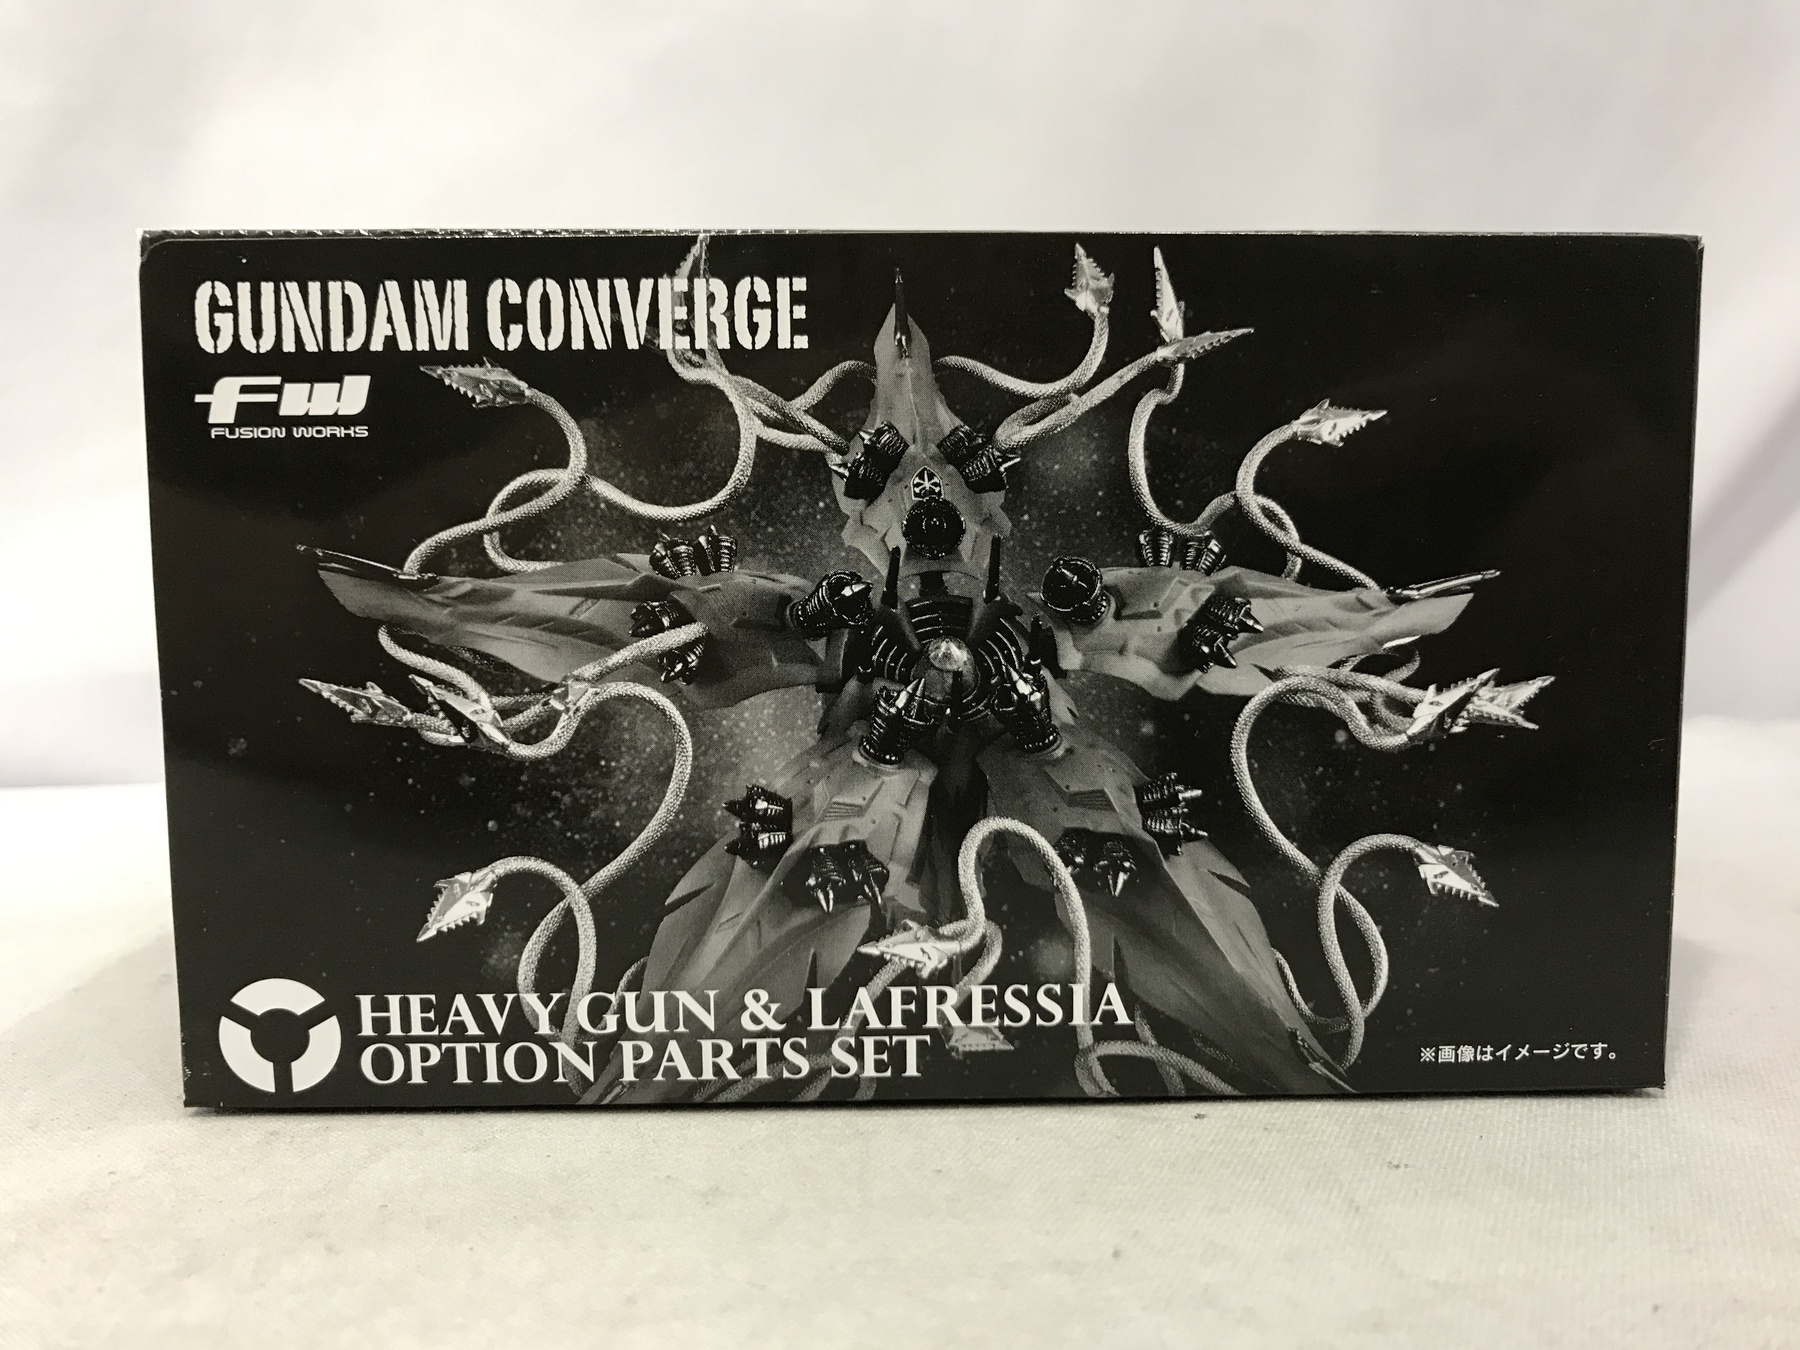 GUNDAM CONVERGE
FW
FUSION WORKS
HEAVY GUN & LAFRESSIA
OPTION PARTS SET
※画像はイメージです。